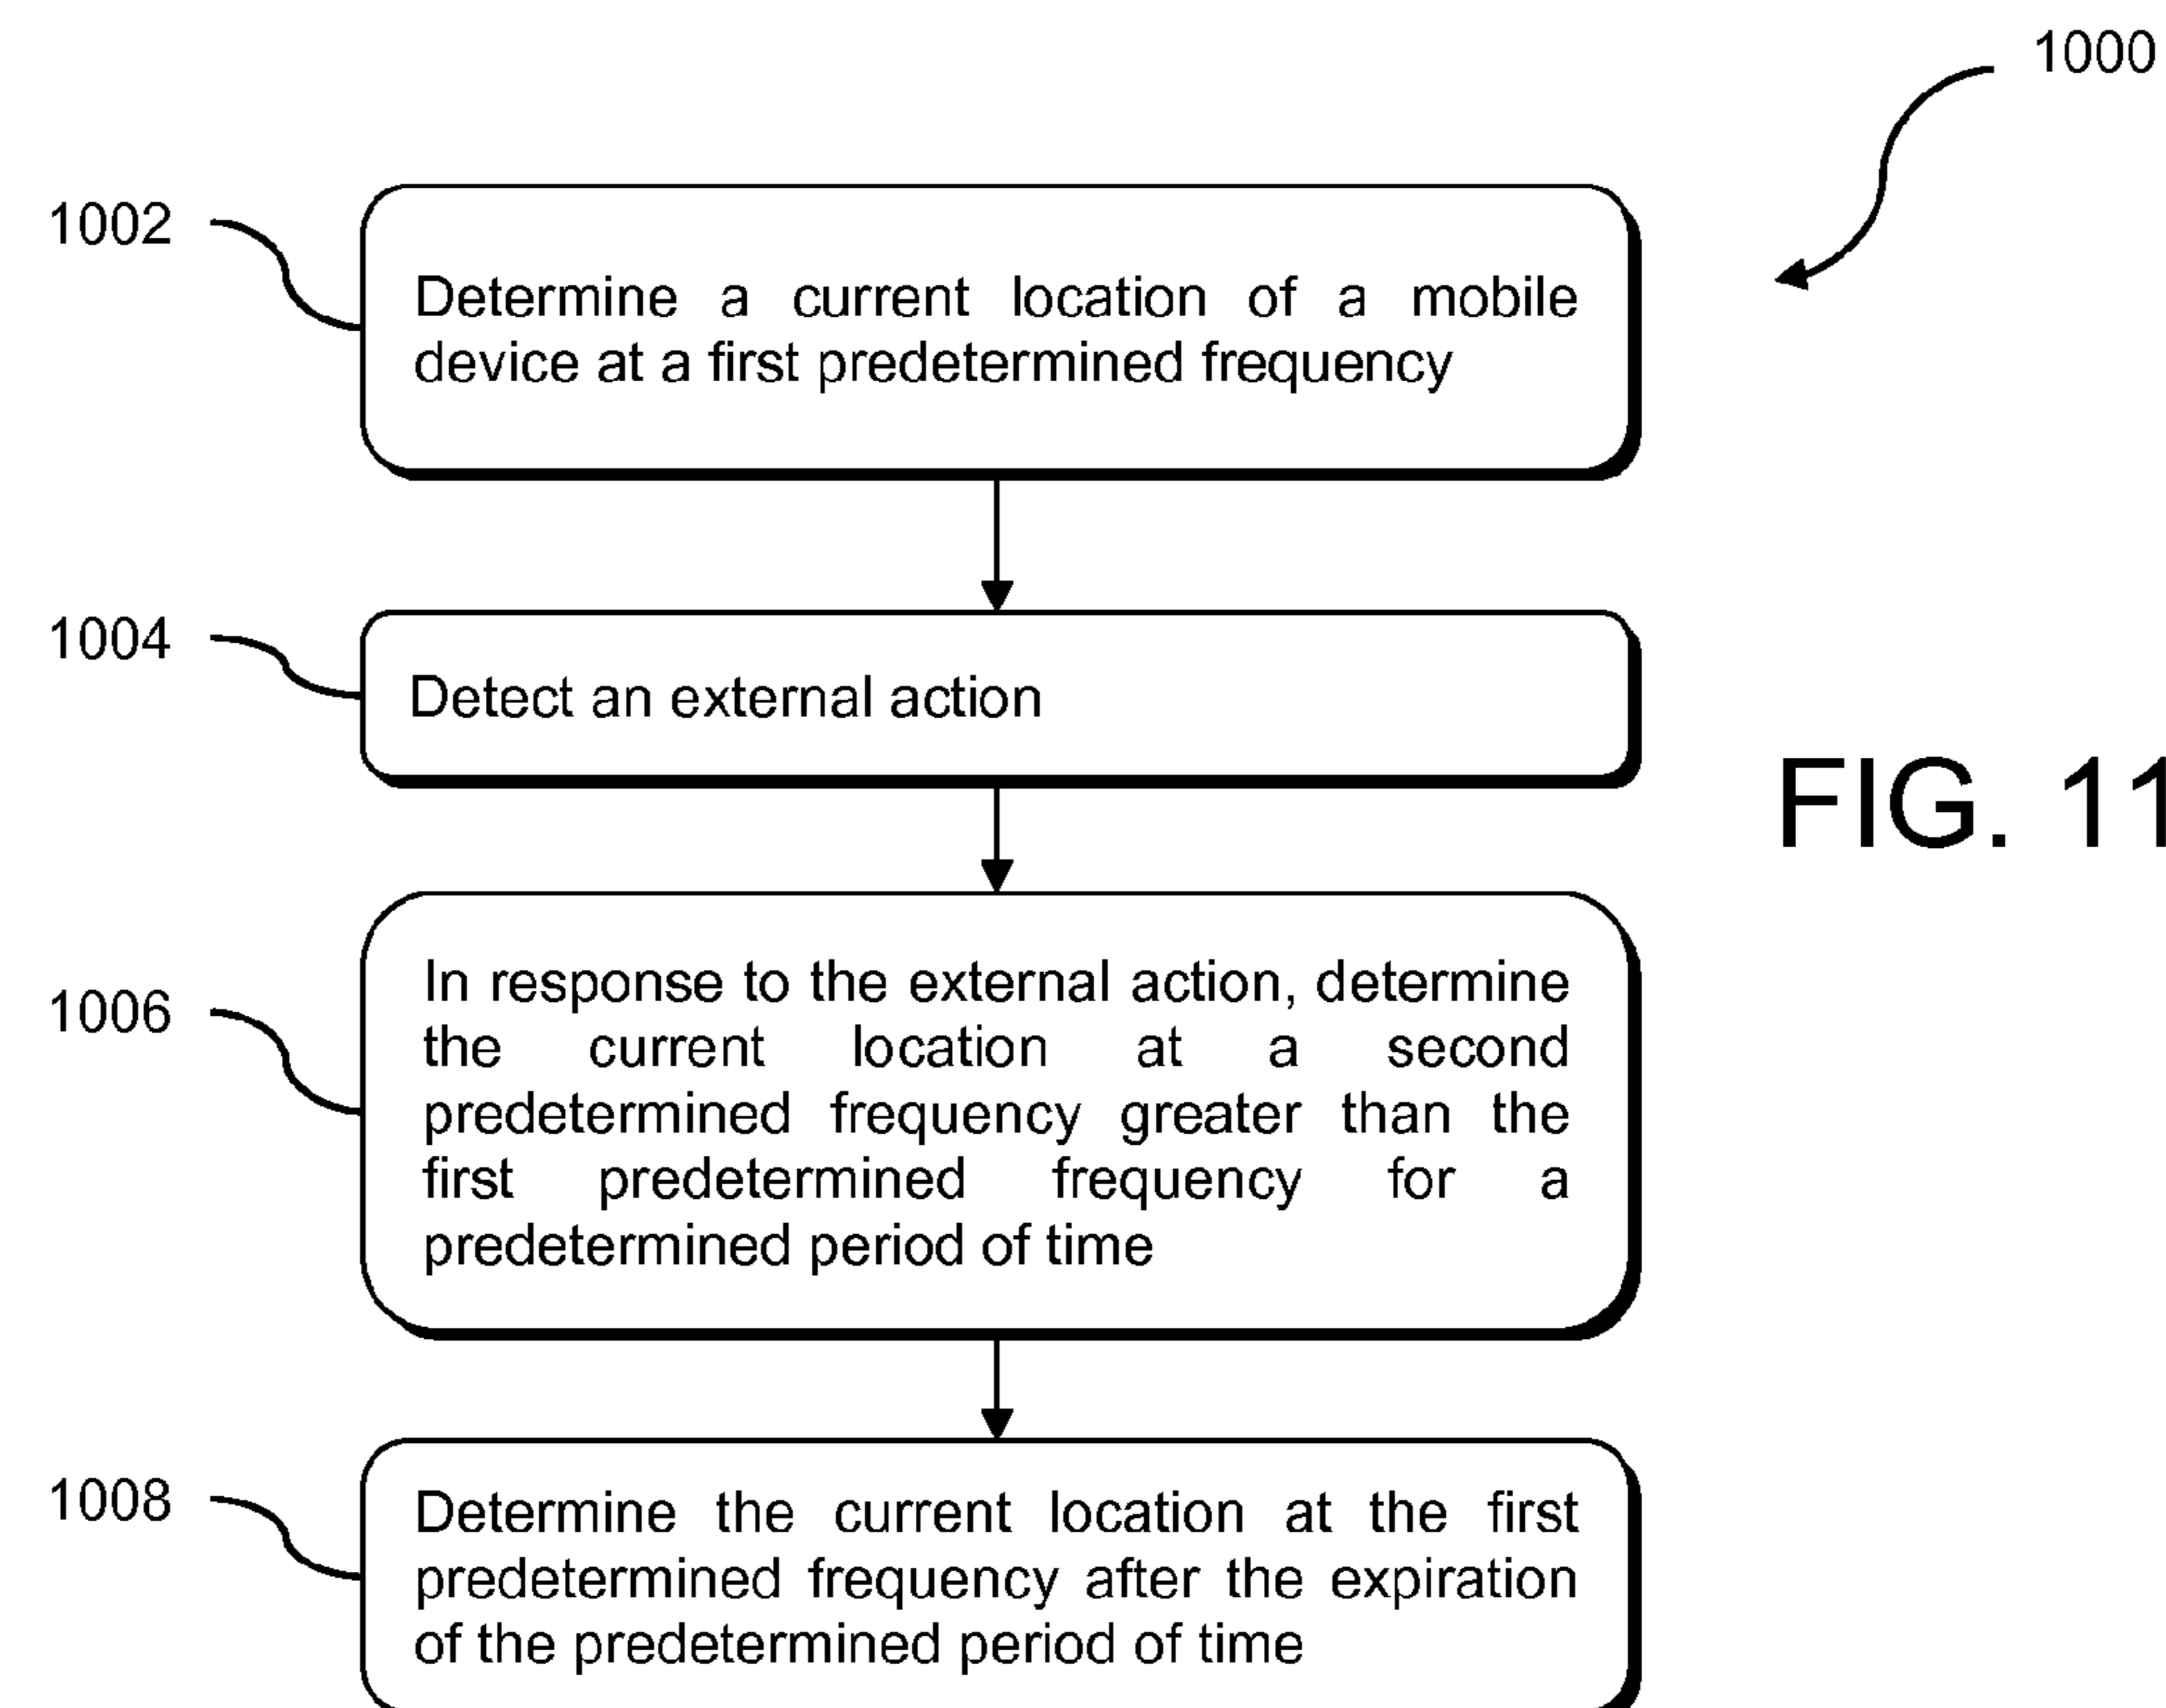 1000
1002
Determine a current location of a mobile
device at a first predetermined frequency
1004
Detect an external action
FIG. 11
1006
In response to the external action, determine
the current location at a second
predetermined frequency greater than the
first predetermined frequency for a
predetermined period of time
1008
Determine the current location at the first
predetermined frequency after the expiration
of the predetermined period of time